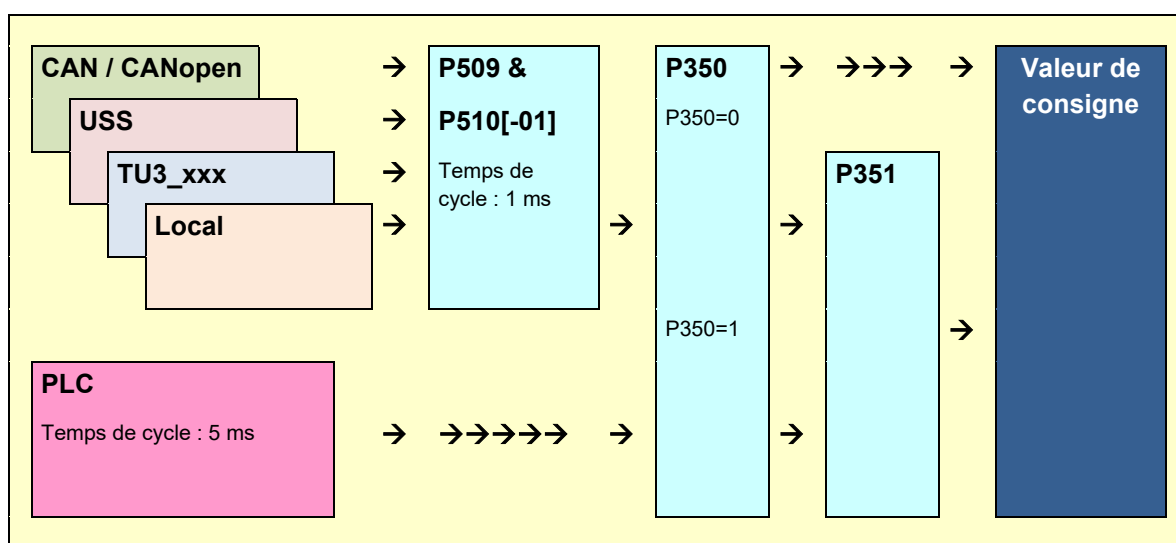 CAN / CANopen
USS
TU3_xxx
Local
P509 &
P510[-01]
Temps de
cycle : 1 ms
P350
P350=0
P350=1
P351
Valeur de
consigne
PLC
Temps de cycle : 5 ms